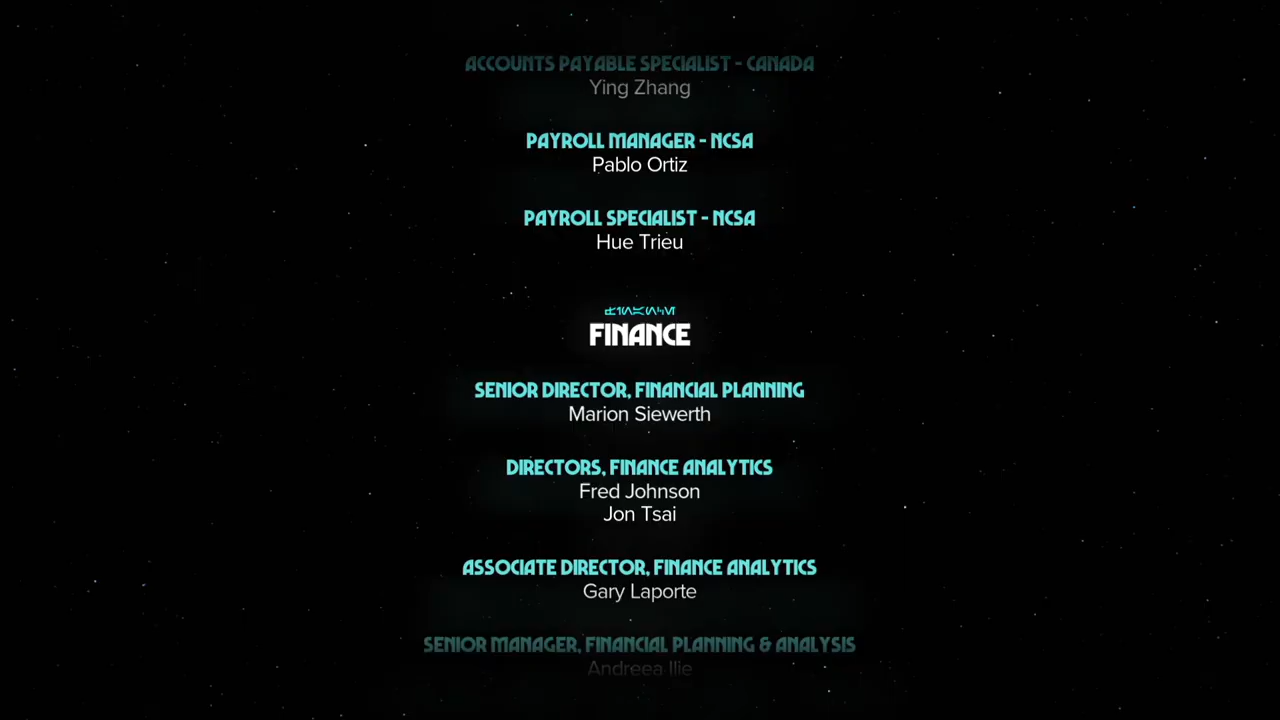 ACCOUNTS PAYABLE SPECIALIST - CANADA
Ying Zhang
PAYROLL MANAGER - NCSA
Pablo Ortiz
PAYROLL SPECIALIST - NCSA
Hue Trieu
FINANCE
SENIOR DIRECTOR, FINANCIAL PLANNING
Marion Siewerth
DIRECTORS, FINANCE ANALYTICS
Fred Johnson
Jon Tsai
ASSOCIATE DIRECTOR, FINANCE ANALYTICS
Gary Laporte
SENIOR MANAGER, FINANCIAL PLANNING & ANALYSIS
Andreea Ilie